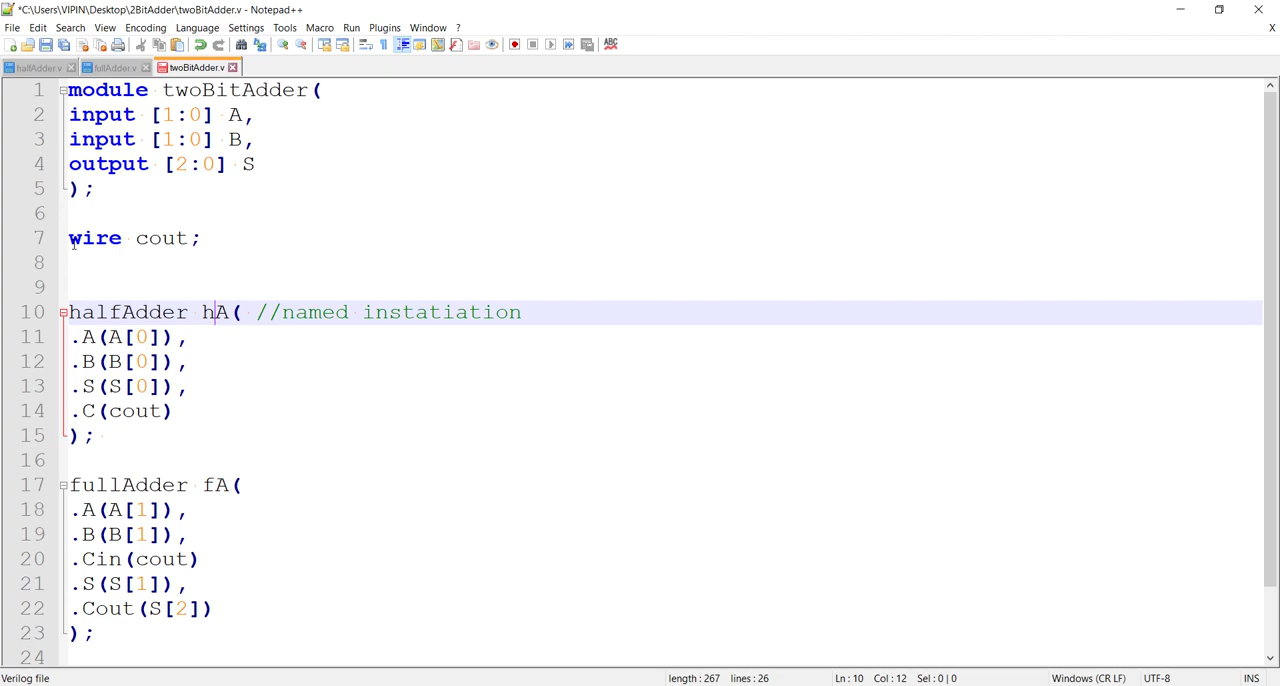 *C:\Users\VIPIN\Desktop\2BitAdder\twoBitAdder.v - Notepad++
File Edit Search View Encoding Language Settings Tools Macro Run Plugins Window ? X
halfAdder.v fullAdder.v twoBitAdder.v
1 module twoBitAdder(
2 input [1:0] A,
3 input [1:0] B,
4 output [2:0] S
5 );
6
7 wire cout;
8
9
10 halfAdder hA( //named instatiation
11 .A(A[0]),
12 .B(B[0]),
13 .S(S[0]),
14 .C(cout)
15 );
16
17 fullAdder fA(
18 .A(A[1]),
19 .B(B[1]),
20 .Cin(cout)
21 .S(S[1]),
22 .Cout(S[2])
23 );
24
Verilog file length : 267 lines : 26 Ln : 10 Col : 12 Sel : 0 | 0 Windows (CR LF) UTF-8 INS